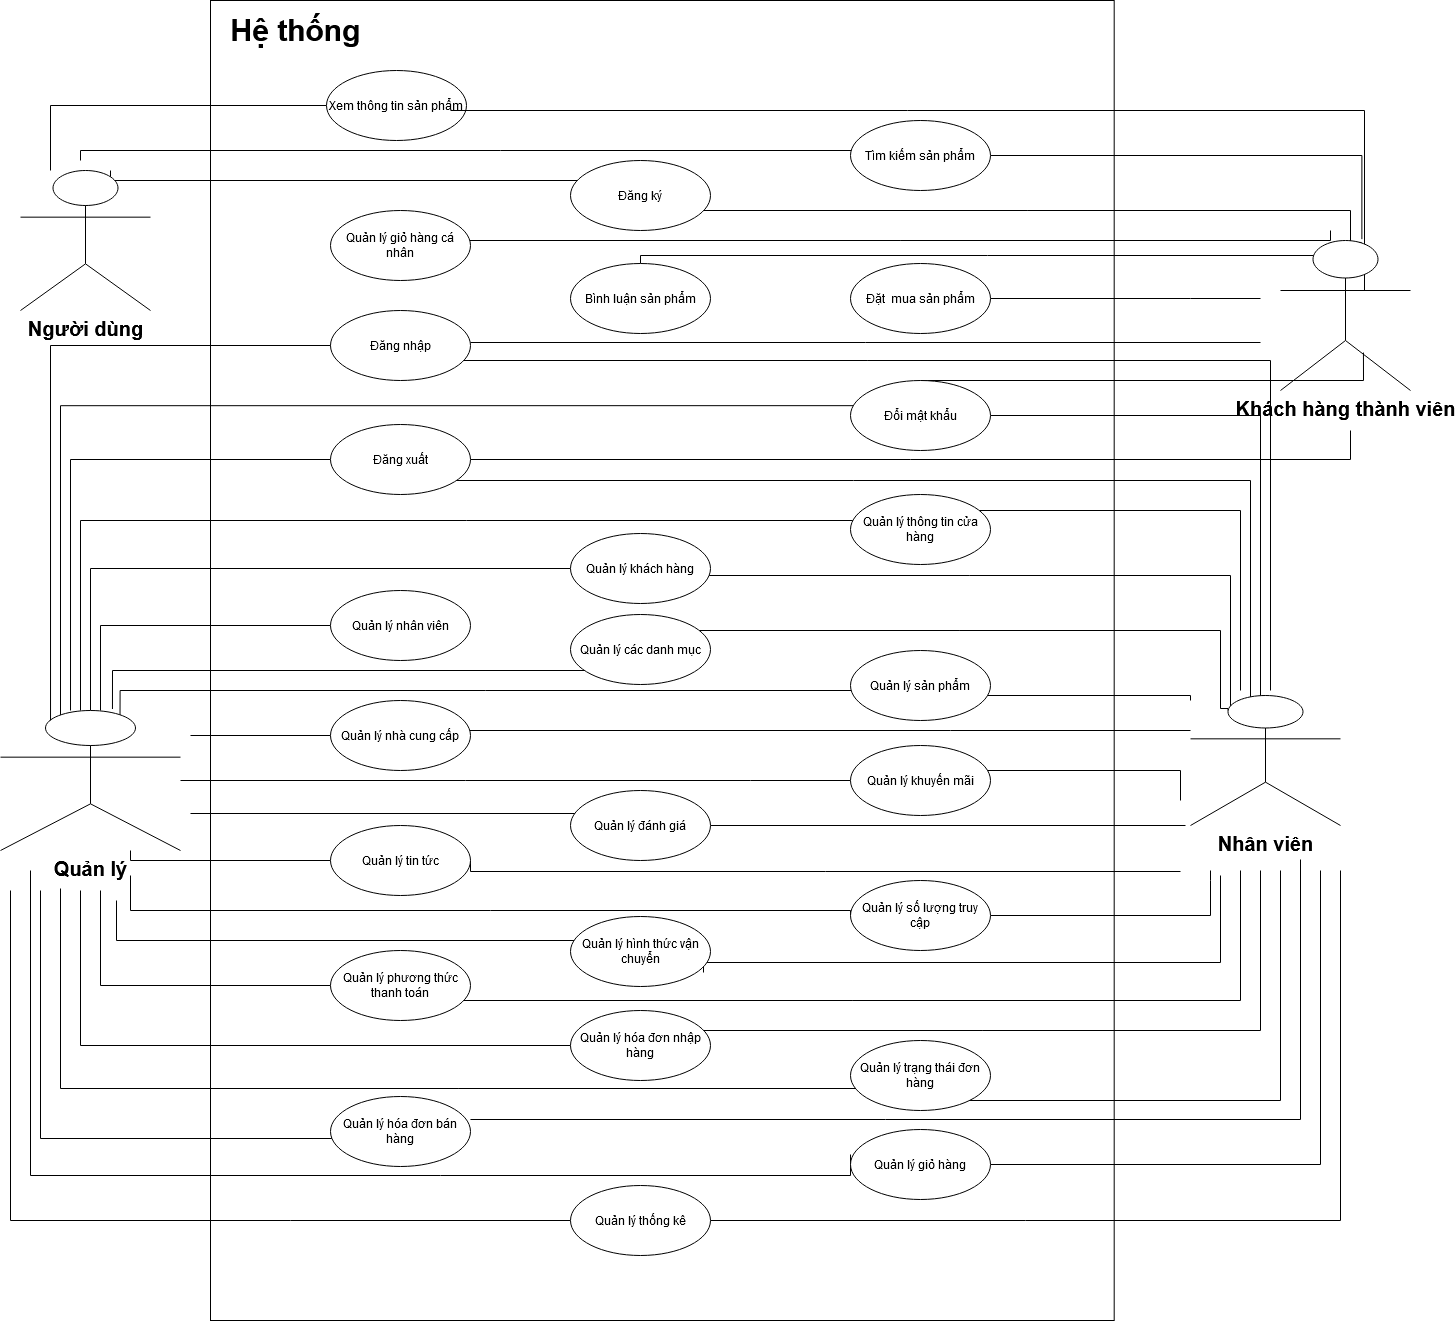 Hệ thống
Xem thông tin sản phẩm
Tìm kiếm sản phẩm
Đăng ký
Quản lý giỏ hàng cá
nhân
Bình luận sản phẩm
Đặt mua sản phẩm
Người dùng
Đăng nhập
Khách hàng thành viên
Đổi mật khẩu
Đăng xuất
Quản lý thông tin cửa
hàng
Quản lý khách hàng
Quản lý nhân viên
Quản lý các danh mục
Quản lý sản phẩm
Quản lý nhà cung cấp
Quản lý khuyến mãi
Quản lý đánh giá
Nhân viên
Quản lý tin tức
Quản lý
Quản lý số lượng truy
cập
Quản lý hình thức vận
chuyển
Quản lý phương thức
thanh toán
Quản lý hóa đơn nhập
hàng
Quản lý trạng thái đơn
hàng
Quản lý hóa đơn bán
hàng
Quản lý giỏ hàng
Quản lý thống kê